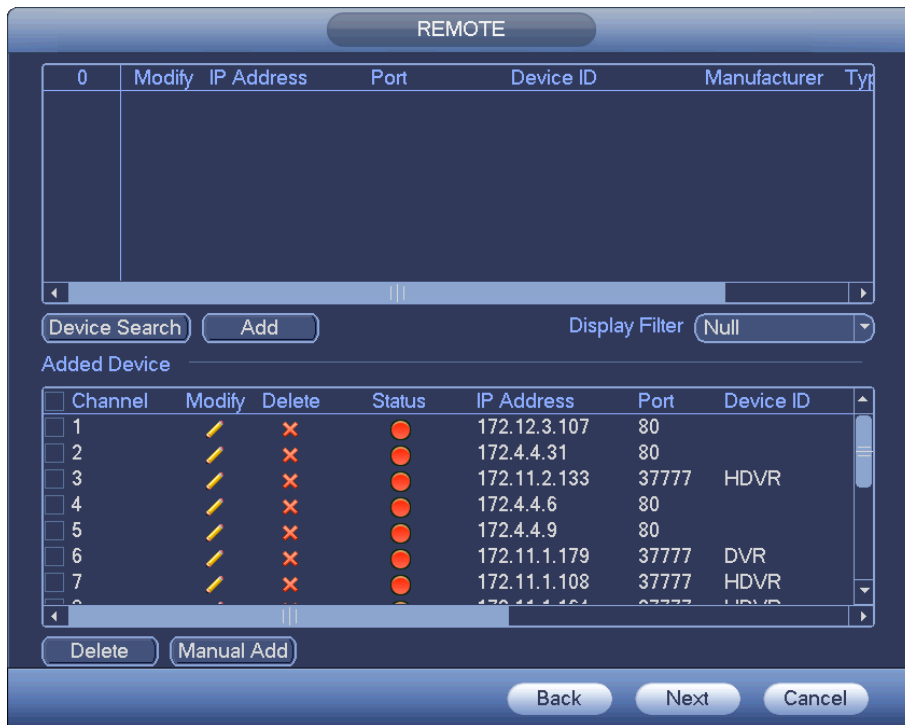 REMOTE
0 Modify IP Address Port Device ID Manufacturer Typ
Device Search Add Display Filter Null
Added Device
Channel Modify Delete Status IP Address Port Device ID
1 172.12.3.107 80
2 172.4.4.31 80
3 172.11.2.133 37777 HDVR
4 172.4.4.6 80
5 172.4.4.9 80
6 172.11.1.179 37777 DVR
7 172.11.1.108 37777 HDVR
Delete Manual Add
Back Next Cancel